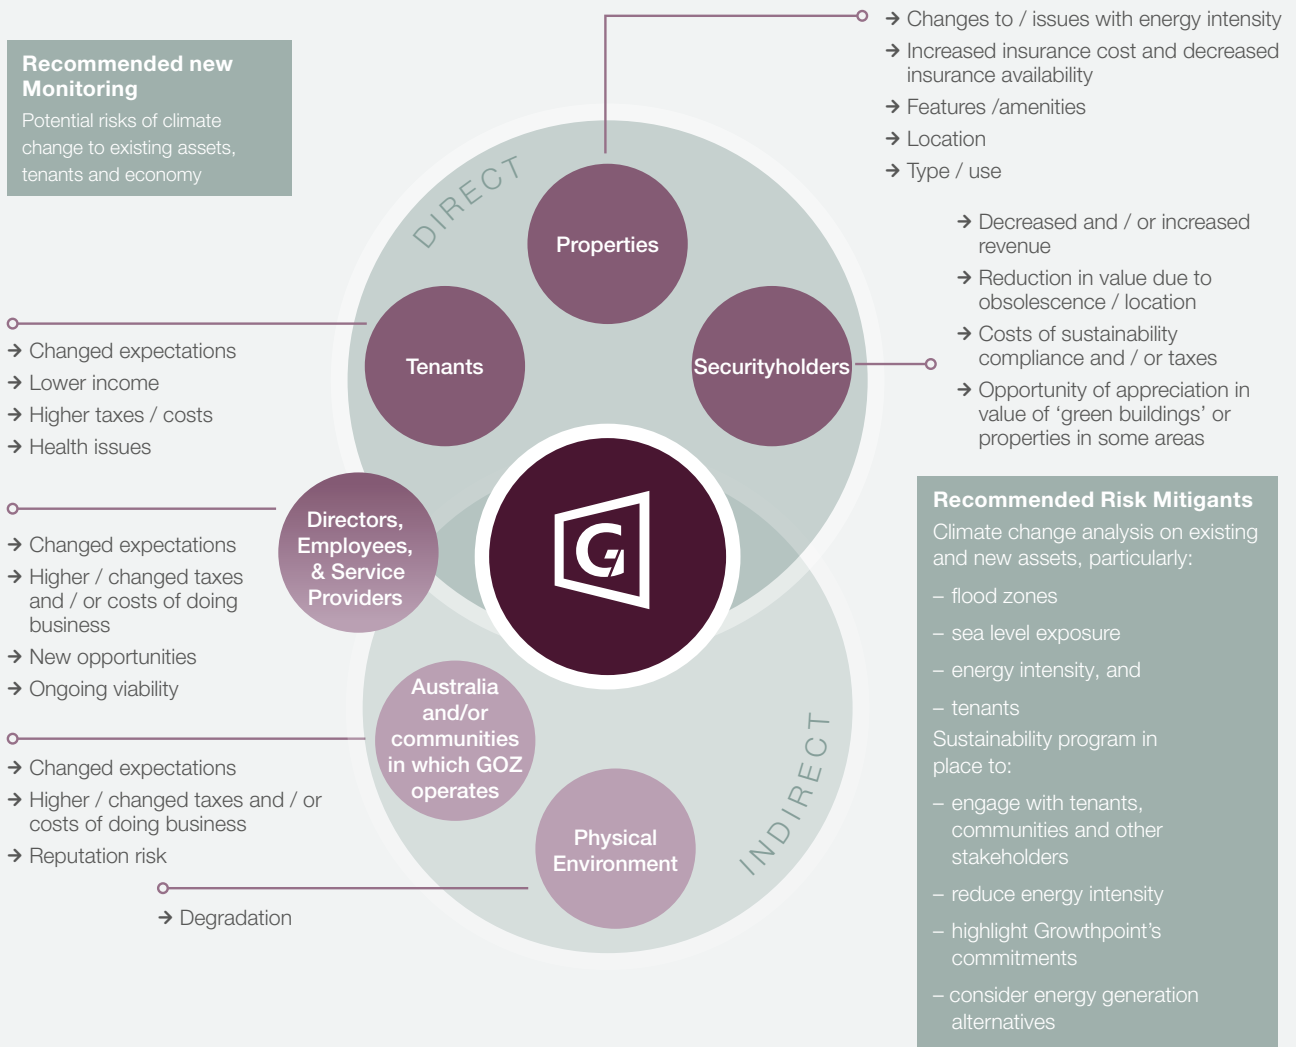 Recommended new
Monitoring
Potential risks of climate
change to existing assets,
tenants and economy
→ Changes to / issues with energy intensity
→ Increased insurance cost and decreased
insurance availability
→ Features /amenities
→ Location
→ Type / use
DIRECT
Properties
→ Decreased and / or increased
revenue
→ Reduction in value due to
obsolescence / location
→ Costs of sustainability
compliance and / or taxes
→ Opportunity of appreciation in
value of ‘green buildings’ or
properties in some areas
Tenants
Securityholders
→ Changed expectations
→ Lower income
→ Higher taxes / costs
→ Health issues
Directors,
Employees,
& Service
Providers
G
→ Changed expectations
→ Higher / changed taxes
and / or costs of doing
business
→ New opportunities
→ Ongoing viability
Australia
and/or
communities
in which GOZ
operates
→ Changed expectations
→ Higher / changed taxes and / or
costs of doing business
→ Reputation risk
INDIRECT
Physical
Environment
→ Degradation
Recommended Risk Mitigants
Climate change analysis on existing
and new assets, particularly:
– flood zones
– sea level exposure
– energy intensity, and
– tenants
Sustainability program in
place to:
– engage with tenants,
communities and other
stakeholders
– reduce energy intensity
– highlight Growthpoint’s
commitments
– consider energy generation
alternatives